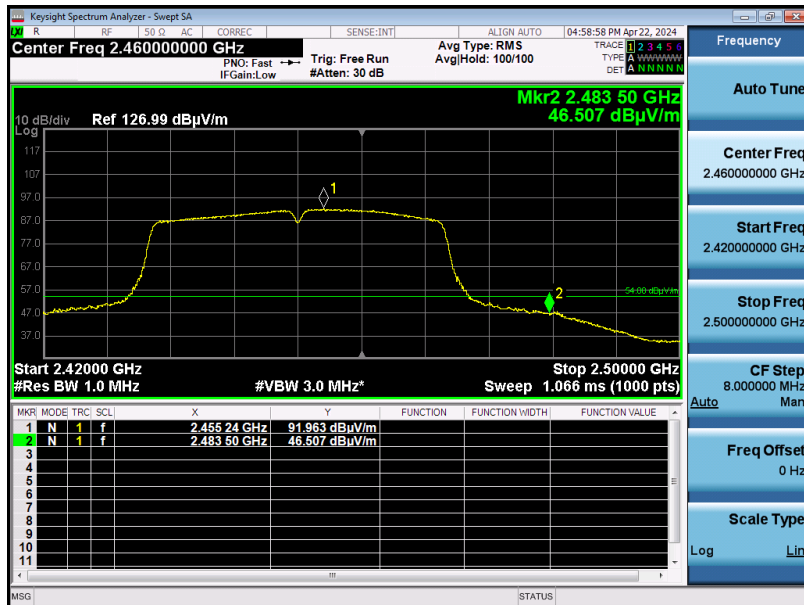 Keysight Spectrum Analyzer - Swept SA
LXI R RF 50 Ω AC CORREC SENSE:INT ALIGN AUTO 04:58:58 PM Apr 22, 2024
Center Freq 2.460000000 GHz
PNO: Fast
IFGain:Low
Trig: Free Run
#Atten: 30 dB
Avg Type: RMS
Avg|Hold: 100/100
TRACE 1 2 3 4 5 6
TYPE A WWWWW
DET A N N N N N
Mkr2 2.483 50 GHz
46.507 dBµV/m
10 dB/div Ref 126.99 dBµV/m
Log
117
107
97.0
87.0
77.0
67.0
57.0
47.0
37.0
1
2
54.00 dBµV/m
Start 2.42000 GHz Stop 2.50000 GHz
#Res BW 1.0 MHz #VBW 3.0 MHz* Sweep 1.066 ms (1000 pts)
MKR MODE TRC SCL X Y FUNCTION FUNCTION WIDTH FUNCTION VALUE
1 N 1 f 2.455 24 GHz 91.963 dBµV/m
2 N 1 f 2.483 50 GHz 46.507 dBµV/m
3
4
5
6
7
8
9
10
11
MSG STATUS
Frequency
Auto Tune
Center Freq
2.460000000 GHz
Start Freq
2.420000000 GHz
Stop Freq
2.500000000 GHz
CF Step
8.000000 MHz
Auto Man
Freq Offset
0 Hz
Scale Type
Log Lin